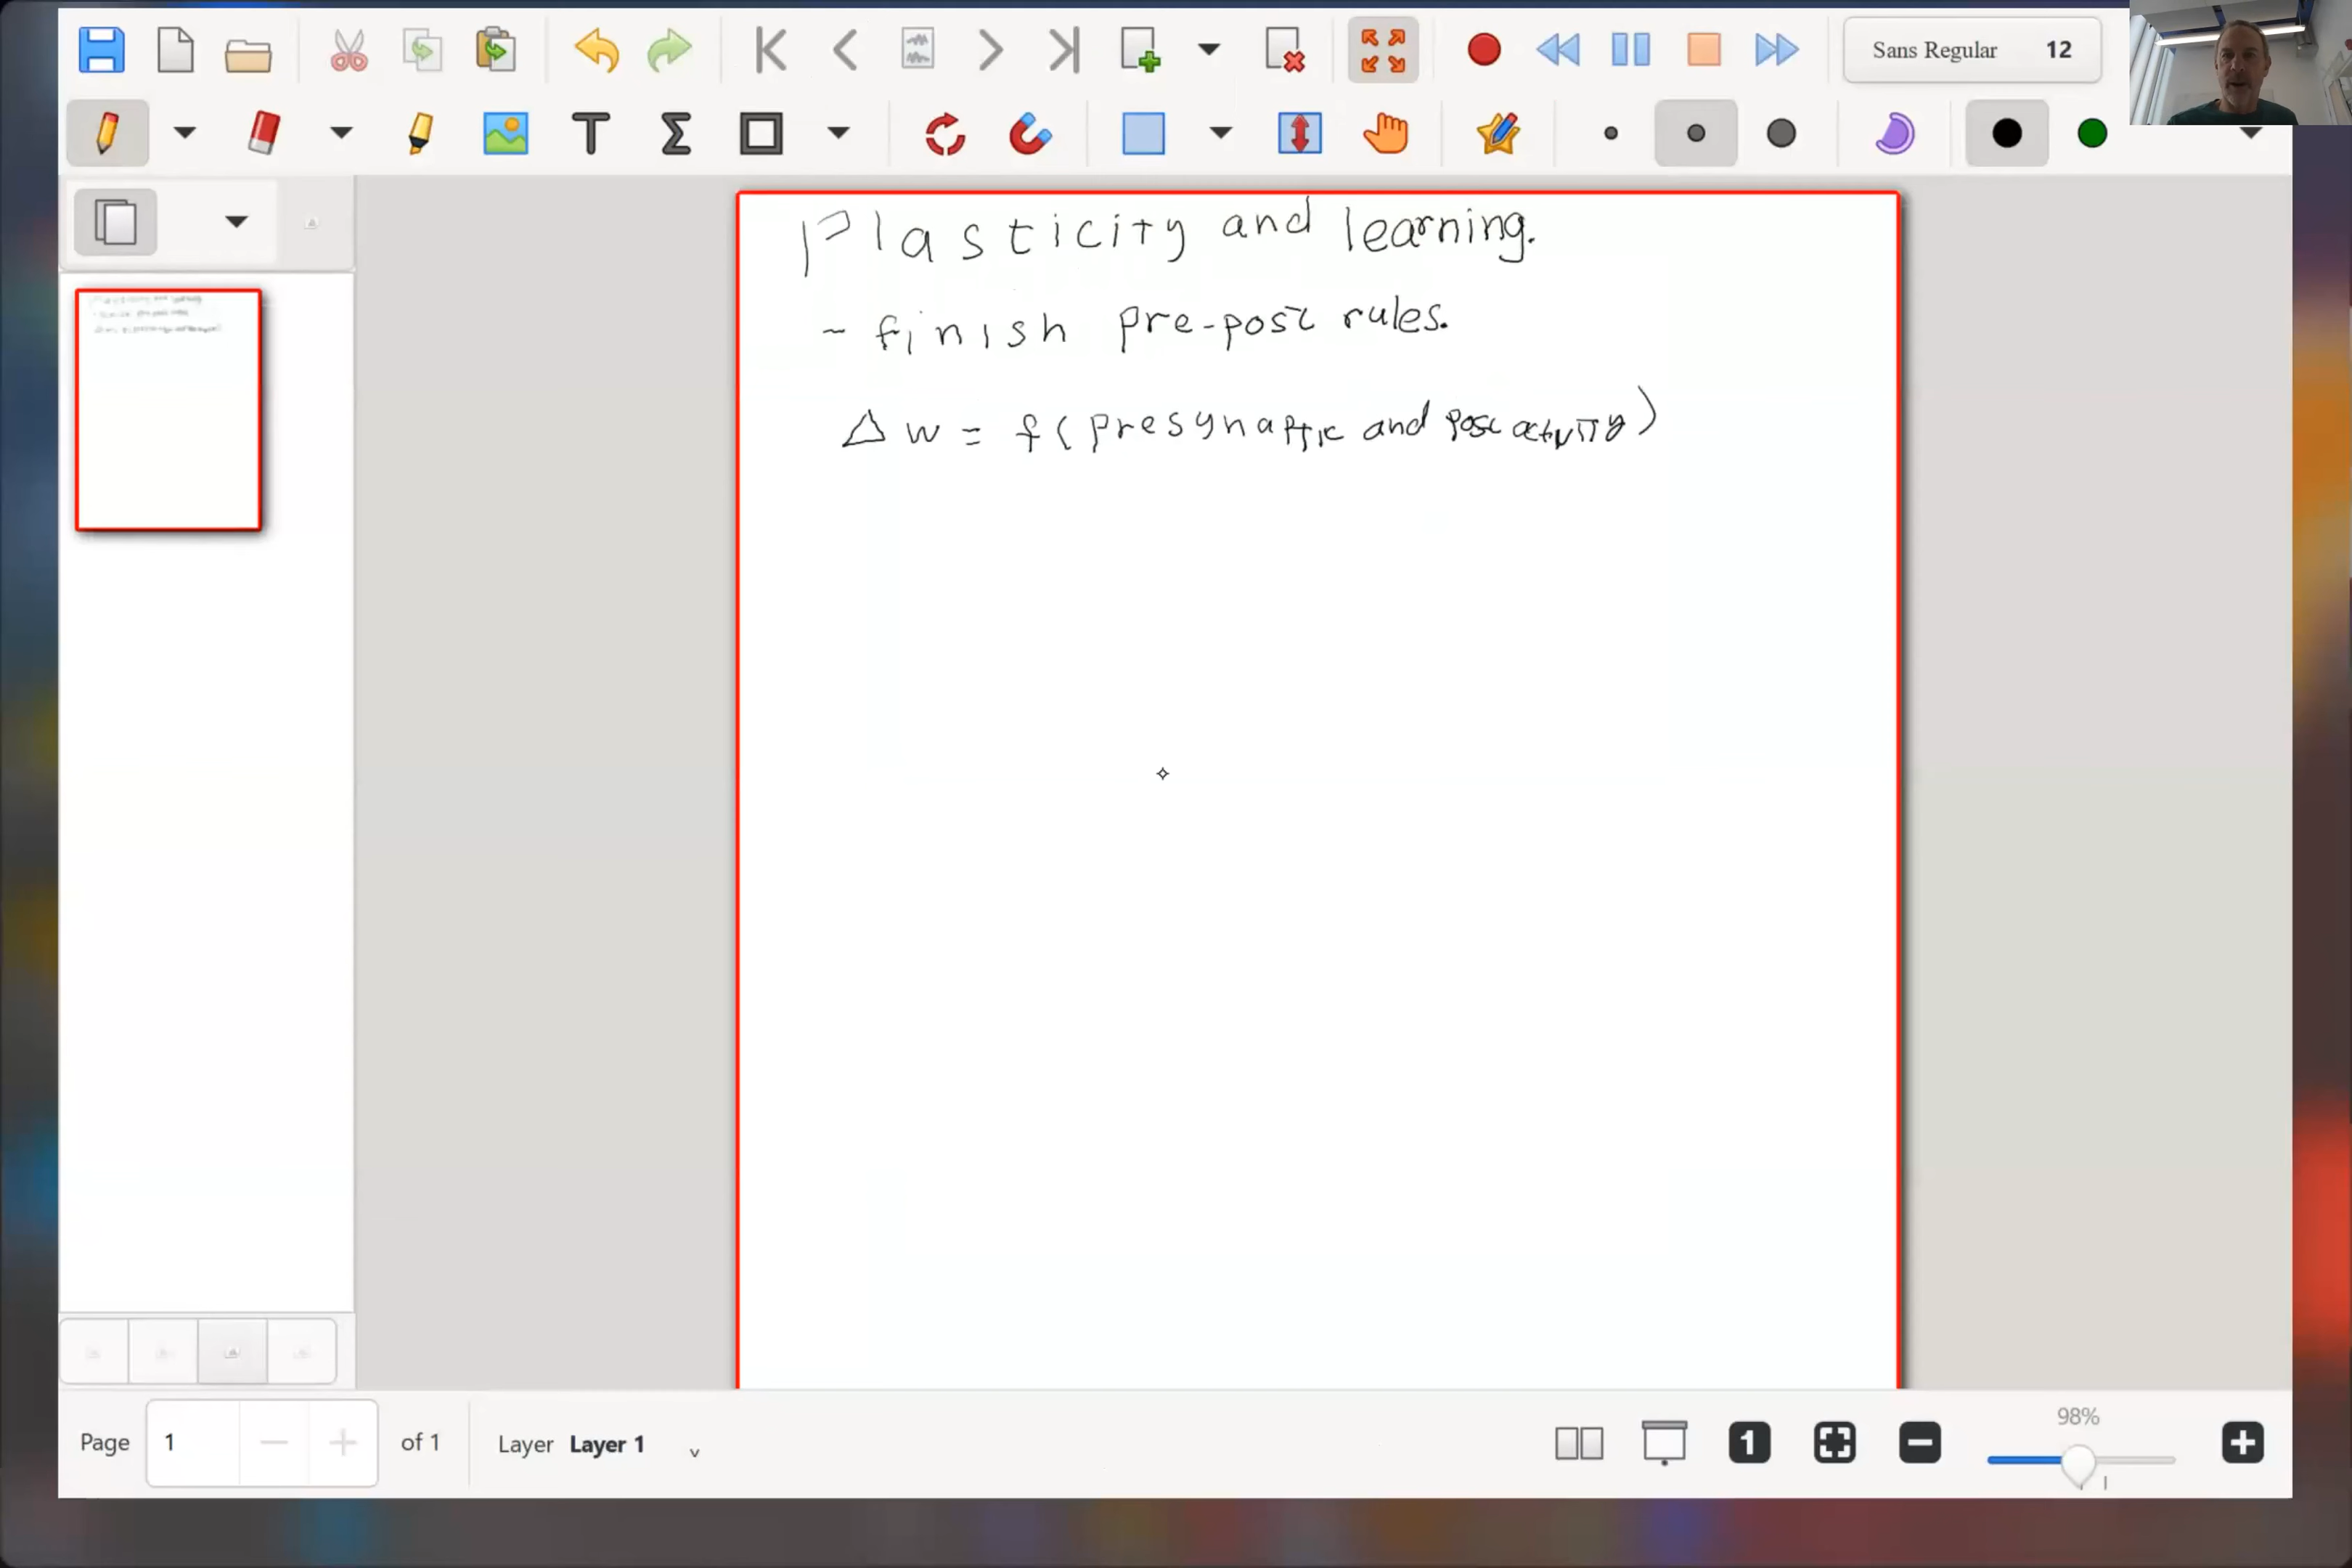 Sans Regular 12
Plasticity and learning.
- finish pre-post rules.
Δ w = f (presynaptic and post activity)
Page 1 of 1 Layer Layer 1
98%